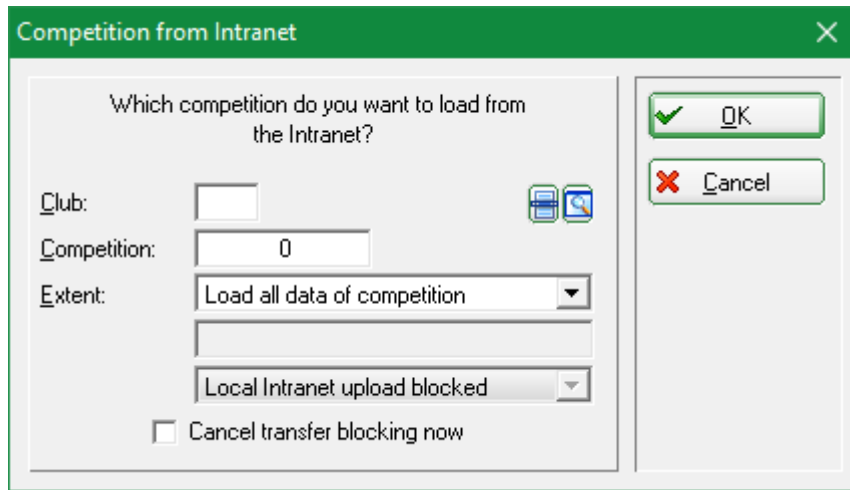 Competition from Intranet
Which competition do you want to load from
the Intranet?
Club:
Competition: 0
Extent: Load all data of competition
Local Intranet upload blocked
Cancel transfer blocking now
OK
Cancel